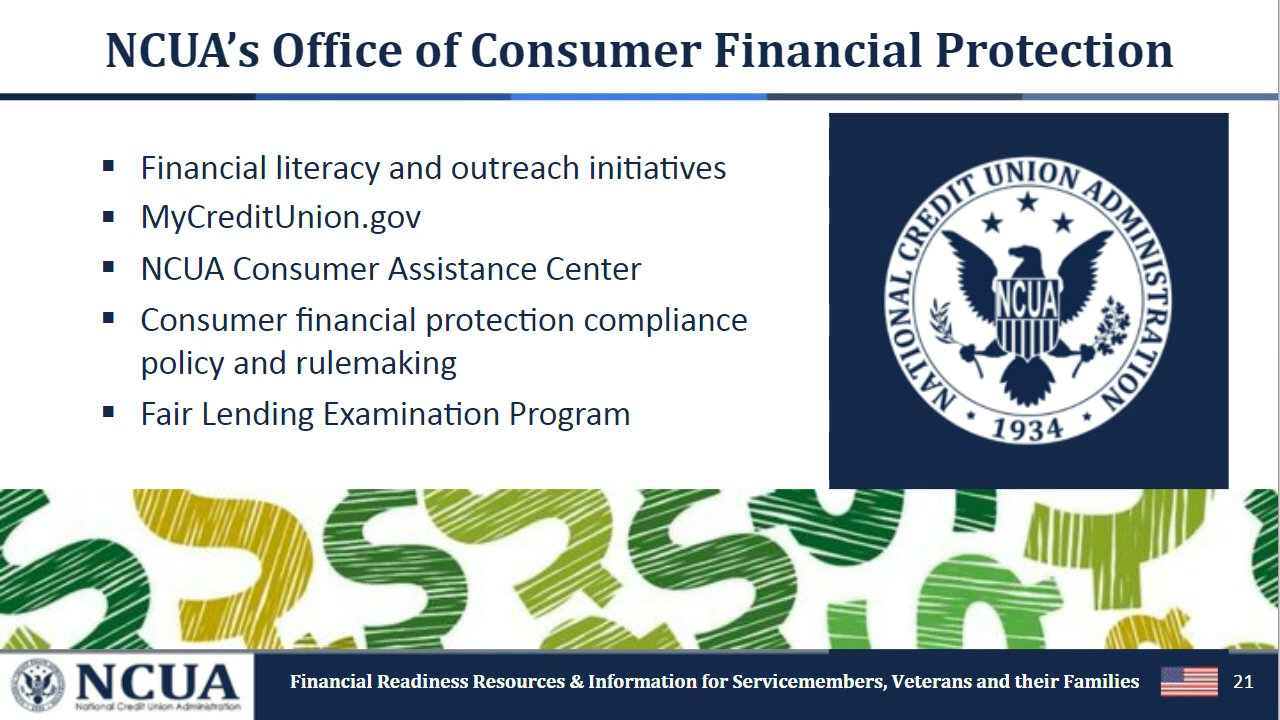 NCUA's Office of Consumer Financial Protection
▪ Financial literacy and outreach initiatives
▪ MyCreditUnion.gov
▪ NCUA Consumer Assistance Center
▪ Consumer financial protection compliance
policy and rulemaking
▪ Fair Lending Examination Program
NATIONAL CREDIT UNION ADMINISTRATION
NCUA
1934
NCUA
National Credit Union Administration
Financial Readiness Resources & Information for Servicemembers, Veterans and their Families
21